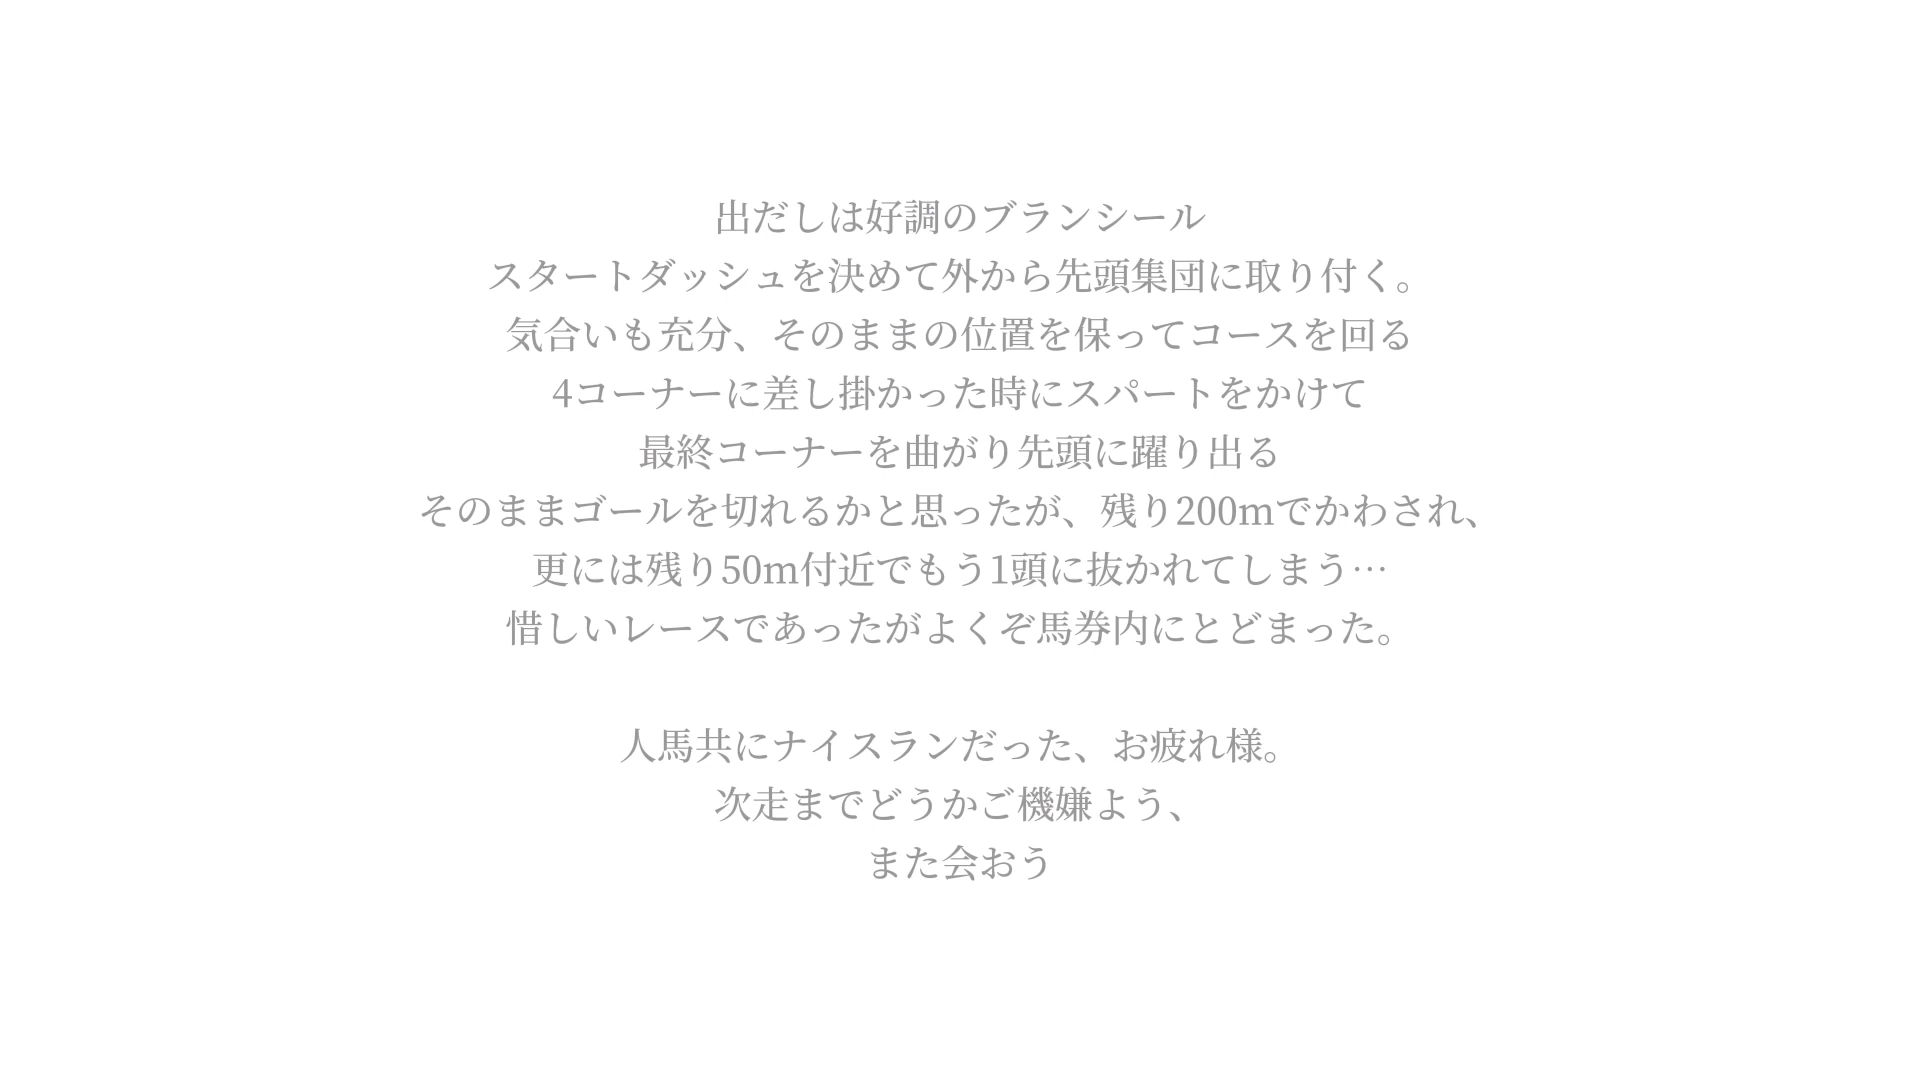 出だしは好調のブランシール
スタートダッシュを決めて外から先頭集団に取り付く。
気合いも充分、そのままの位置を保ってコースを回る
4コーナーに差し掛かった時にスパートをかけて
最終コーナーを曲がり先頭に躍り出る
そのままゴールを切れるかと思ったが、残り200mでかわされ、
更には残り50m付近でもう1頭に抜かれてしまう…
惜しいレースであったがよくぞ馬券内にとどまった。
人馬共にナイスランだった、お疲れ様。
次走までどうかご機嫌よう、
また会おう